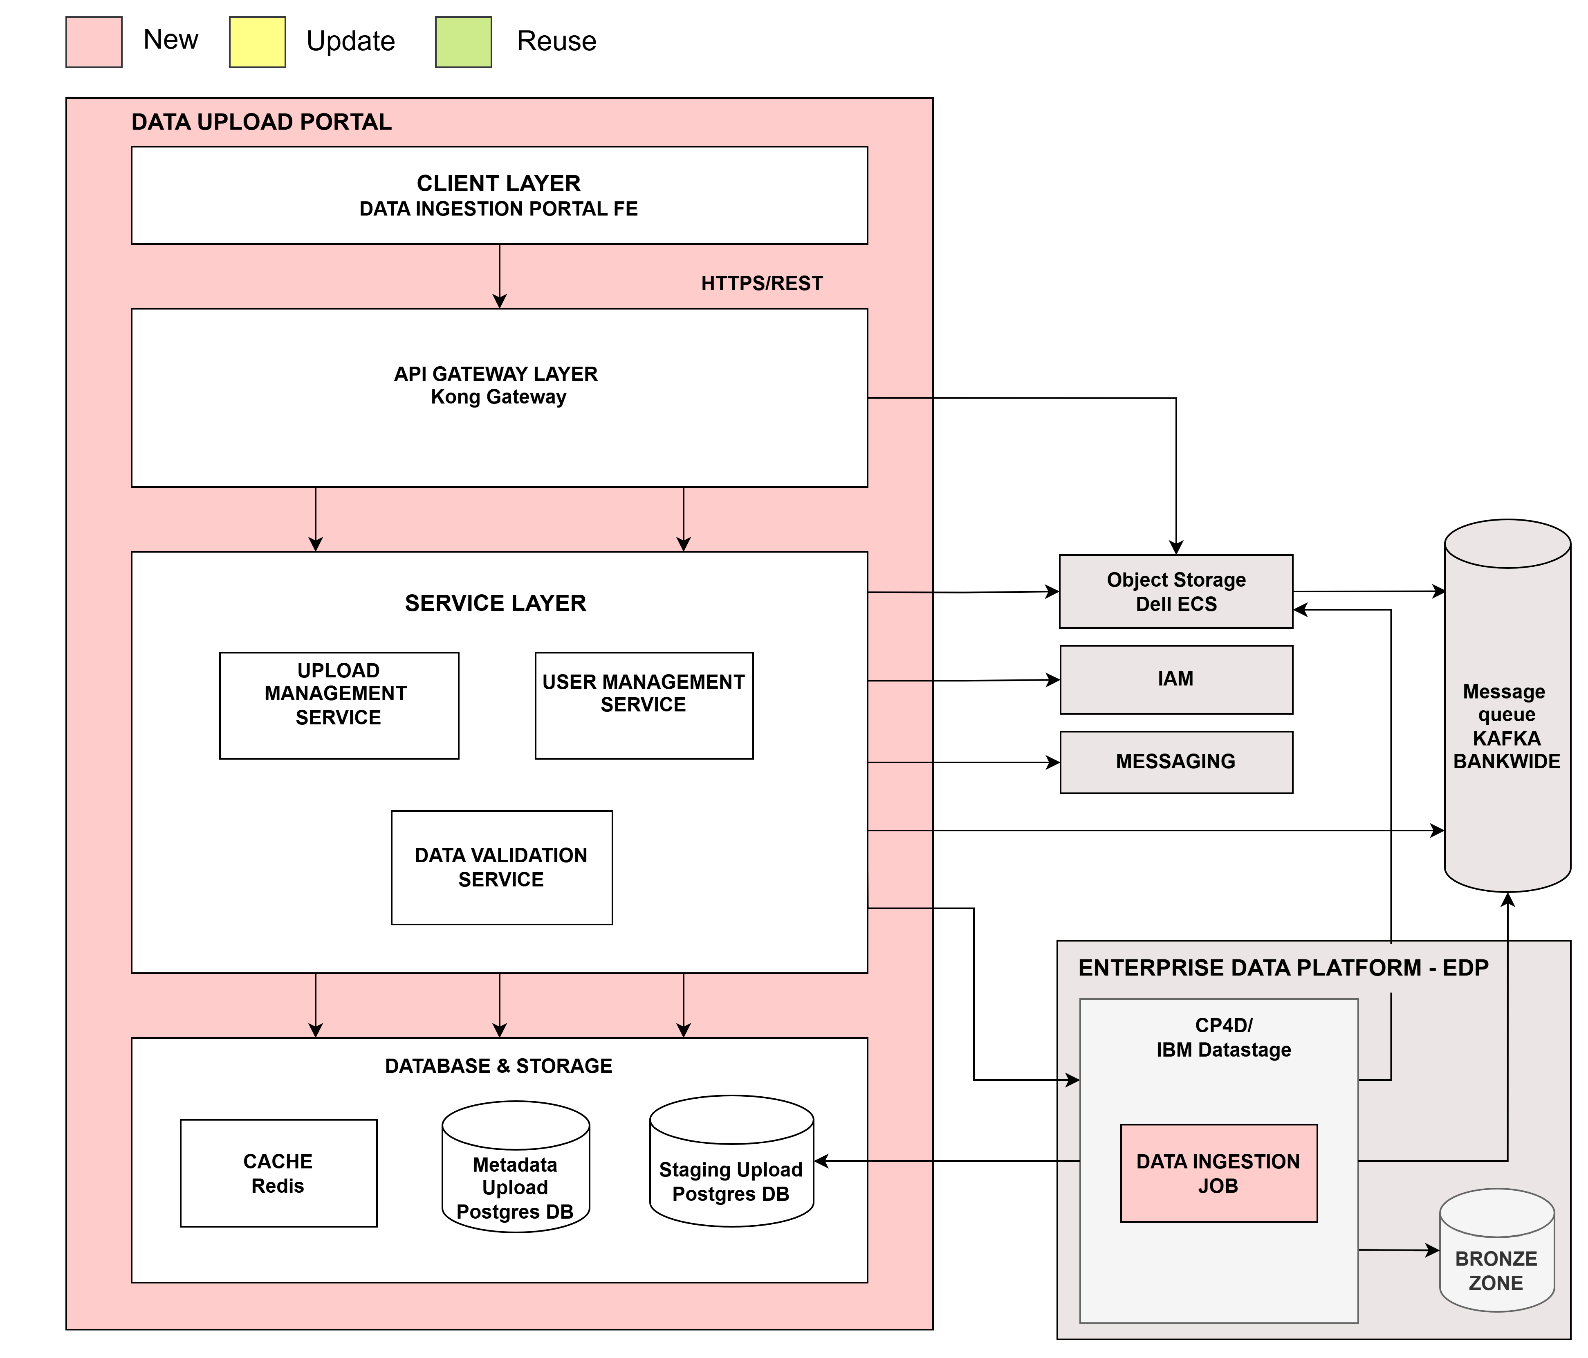 New
Update
Reuse
DATA UPLOAD PORTAL
CLIENT LAYER
DATA INGESTION PORTAL FE
HTTPS/REST
API GATEWAY LAYER
Kong Gateway
SERVICE LAYER
UPLOAD
MANAGEMENT
SERVICE
USER MANAGEMENT
SERVICE
DATA VALIDATION
SERVICE
Object Storage
Dell ECS
IAM
MESSAGING
Message
queue
KAFKA
BANKWIDE
DATABASE & STORAGE
CACHE
Redis
Metadata
Upload
Postgres DB
Staging Upload
Postgres DB
ENTERPRISE DATA PLATFORM - EDP
CP4D/
IBM Datastage
DATA INGESTION
JOB
BRONZE
ZONE